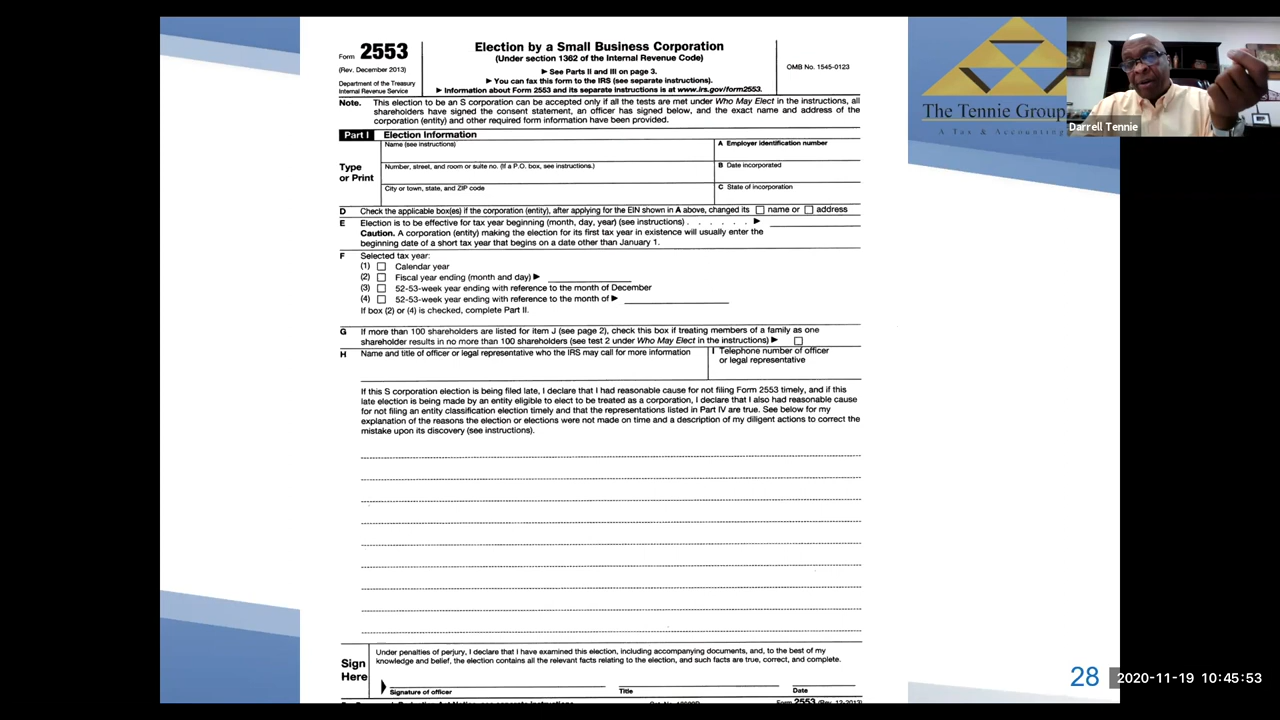 Form 2553
(Rev. December 2013)
Department of the Treasury
Internal Revenue Service
Election by a Small Business Corporation
(Under section 1362 of the Internal Revenue Code)
▶ See Parts II and III on page 3.
▶ You can fax this form to the IRS (see separate instructions).
▶ Information about Form 2553 and its separate instructions is at www.irs.gov/form2553.
OMB No. 1545-0123
Note. This election to be an S corporation can be accepted only if all the tests are met under Who May Elect in the instructions, all
shareholders have signed the consent statement, an officer has signed below, and the exact name and address of the
corporation (entity) and other required form information have been provided.
Part I Election Information
Type
or Print
Name (see instructions)
A Employer identification number
Number, street, and room or suite no. (If a P.O. box, see instructions.)
B Date incorporated
City or town, state, and ZIP code
C State of incorporation
D Check the applicable box(es) if the corporation (entity), after applying for the EIN shown in A above, changed its name or address
E Election is to be effective for tax year beginning (month, day, year) (see instructions) . . . . . . ▶
Caution. A corporation (entity) making the election for its first tax year in existence will usually enter the
beginning date of a short tax year that begins on a date other than January 1.
F Selected tax year:
(1) Calendar year
(2) Fiscal year ending (month and day) ▶
(3) 52-53-week year ending with reference to the month of December
(4) 52-53-week year ending with reference to the month of ▶
If box (2) or (4) is checked, complete Part II.
G If more than 100 shareholders are listed for item J (see page 2), check this box if treating members of a family as one
shareholder results in no more than 100 shareholders (see test 2 under Who May Elect in the instructions) ▶
H Name and title of officer or legal representative who the IRS may call for more information
I Telephone number of officer
or legal representative
If this S corporation election is being filed late, I declare that I had reasonable cause for not filing Form 2553 timely, and if this
late election is being made by an entity eligible to elect to be treated as a corporation, I declare that I also had reasonable cause
for not filing an entity classification election timely and that the representations listed in Part IV are true. See below for my
explanation of the reasons the election or elections were not made on time and a description of my diligent actions to correct the
mistake upon its discovery (see instructions).
Sign
Here
Under penalties of perjury, I declare that I have examined this election, including accompanying documents, and, to the best of my
knowledge and belief, the election contains all the relevant facts relating to the election, and such facts are true, correct, and complete.
Signature of officer
Title
Date
Form 2553 (Rev. 12-2013)
The Tennie Group
A Tax & Accounting
Darrell Tennie
28
2020-11-19 10:45:53